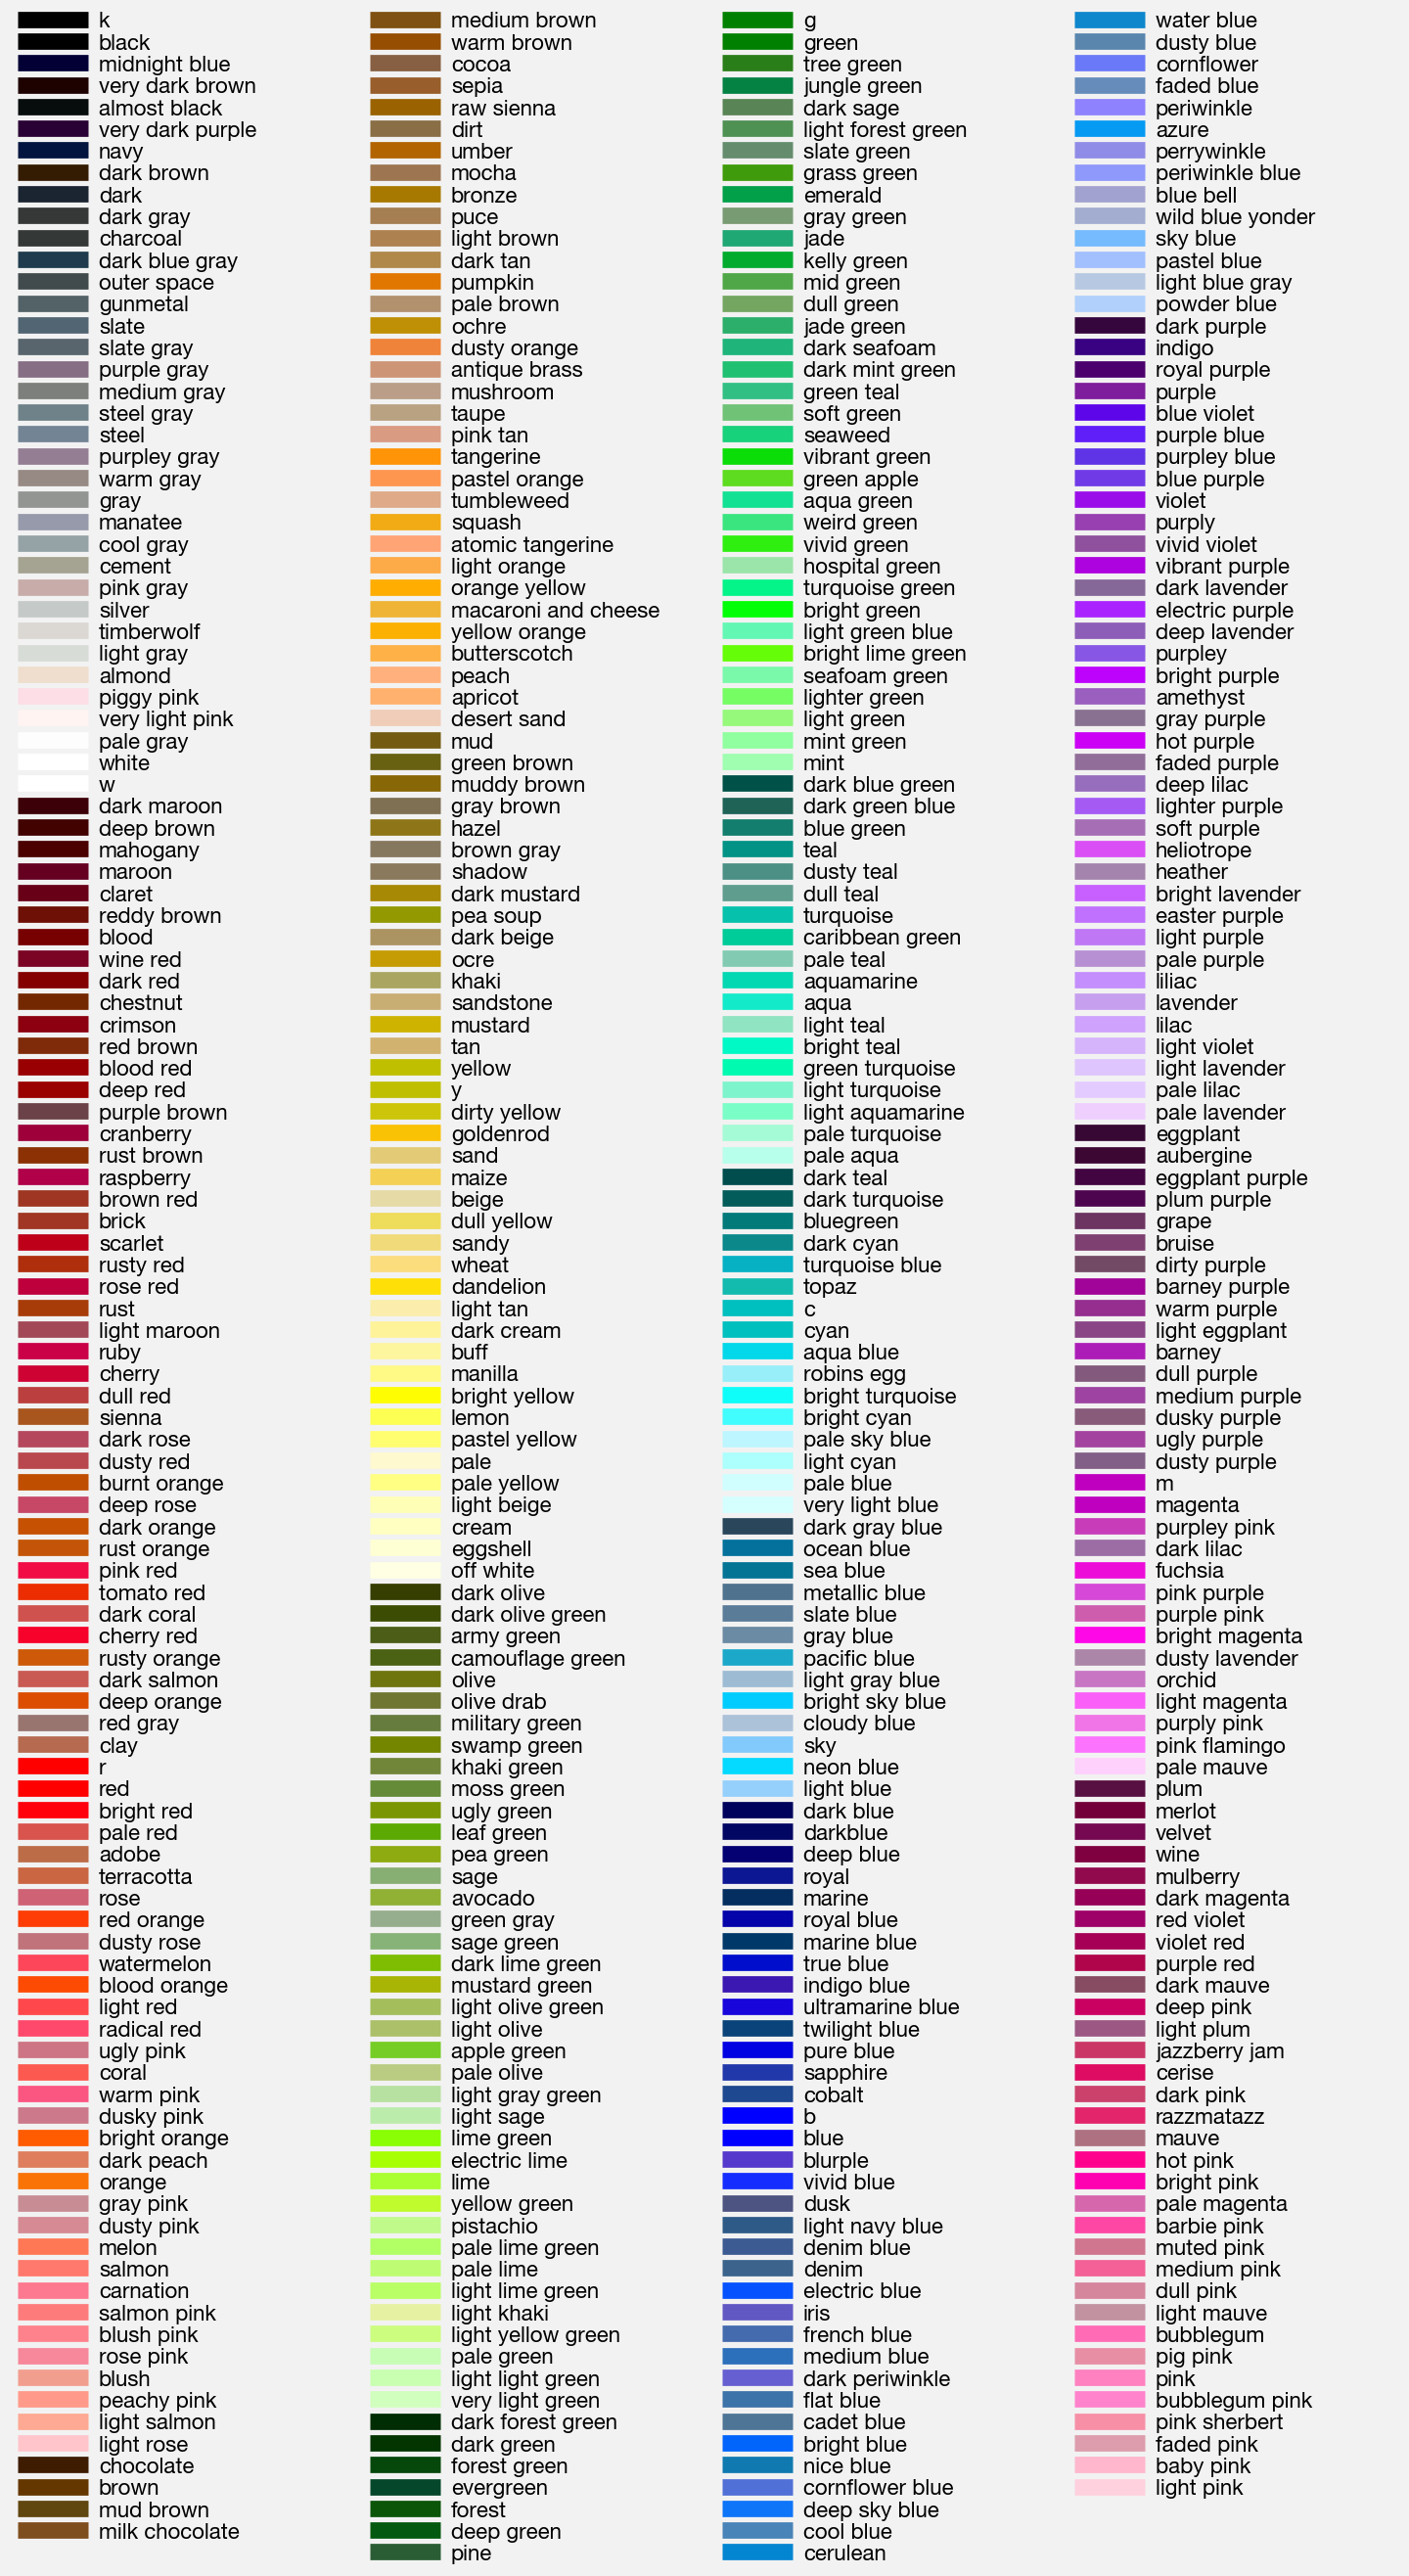 k
black
midnight blue
very dark brown
almost black
very dark purple
navy
dark brown
dark
dark gray
charcoal
dark blue gray
outer space
gunmetal
slate
slate gray
purple gray
medium gray
steel gray
steel
purpley gray
warm gray
gray
manatee
cool gray
cement
pink gray
silver
timberwolf
light gray
almond
piggy pink
very light pink
pale gray
white
w
dark maroon
deep brown
mahogany
maroon
claret
reddy brown
blood
wine red
dark red
chestnut
crimson
red brown
blood red
deep red
purple brown
cranberry
rust brown
raspberry
brown red
brick
scarlet
rusty red
rose red
rust
light maroon
ruby
cherry
dull red
sienna
dark rose
dusty red
burnt orange
deep rose
dark orange
rust orange
pink red
tomato red
dark coral
cherry red
rusty orange
dark salmon
deep orange
red gray
clay
r
red
bright red
pale red
adobe
terracotta
rose
red orange
dusty rose
watermelon
blood orange
light red
radical red
ugly pink
coral
warm pink
dusky pink
bright orange
dark peach
orange
gray pink
dusty pink
melon
salmon
carnation
salmon pink
blush pink
rose pink
blush
peachy pink
light salmon
light rose
chocolate
brown
mud brown
milk chocolate
medium brown
warm brown
cocoa
sepia
raw sienna
dirt
umber
mocha
bronze
puce
light brown
dark tan
pumpkin
pale brown
ochre
dusty orange
antique brass
mushroom
taupe
pink tan
tangerine
pastel orange
tumbleweed
squash
atomic tangerine
light orange
orange yellow
macaroni and cheese
yellow orange
butterscotch
peach
apricot
desert sand
mud
green brown
muddy brown
gray brown
hazel
brown gray
shadow
dark mustard
pea soup
dark beige
ocre
khaki
sandstone
mustard
tan
yellow
y
dirty yellow
goldenrod
sand
maize
beige
dull yellow
sandy
wheat
dandelion
light tan
dark cream
buff
manilla
bright yellow
lemon
pastel yellow
pale
pale yellow
light beige
cream
eggshell
off white
dark olive
dark olive green
army green
camouflage green
olive
olive drab
military green
swamp green
khaki green
moss green
ugly green
leaf green
pea green
sage
avocado
green gray
sage green
dark lime green
mustard green
light olive green
light olive
apple green
pale olive
light gray green
light sage
lime green
electric lime
lime
yellow green
pistachio
pale lime green
pale lime
light lime green
light khaki
light yellow green
pale green
light light green
very light green
dark forest green
dark green
forest green
evergreen
forest
deep green
pine
g
green
tree green
jungle green
dark sage
light forest green
slate green
grass green
emerald
gray green
jade
kelly green
mid green
dull green
jade green
dark seafoam
dark mint green
green teal
soft green
seaweed
vibrant green
green apple
aqua green
weird green
vivid green
hospital green
turquoise green
bright green
light green blue
bright lime green
seafoam green
lighter green
light green
mint green
mint
dark blue green
dark green blue
blue green
teal
dusty teal
dull teal
turquoise
caribbean green
pale teal
aquamarine
aqua
light teal
bright teal
green turquoise
light turquoise
light aquamarine
pale turquoise
pale aqua
dark teal
dark turquoise
bluegreen
dark cyan
turquoise blue
topaz
c
cyan
aqua blue
robins egg
bright turquoise
bright cyan
pale sky blue
light cyan
pale blue
very light blue
dark gray blue
ocean blue
sea blue
metallic blue
slate blue
gray blue
pacific blue
light gray blue
bright sky blue
cloudy blue
sky
neon blue
light blue
dark blue
darkblue
deep blue
royal
marine
royal blue
marine blue
true blue
indigo blue
ultramarine blue
twilight blue
pure blue
sapphire
cobalt
b
blue
blurple
vivid blue
dusk
light navy blue
denim blue
denim
electric blue
iris
french blue
medium blue
dark periwinkle
flat blue
cadet blue
bright blue
nice blue
cornflower blue
deep sky blue
cool blue
cerulean
water blue
dusty blue
cornflower
faded blue
periwinkle
azure
perrywinkle
periwinkle blue
blue bell
wild blue yonder
sky blue
pastel blue
light blue gray
powder blue
dark purple
indigo
royal purple
purple
blue violet
purple blue
purpley blue
blue purple
violet
purply
vivid violet
vibrant purple
dark lavender
electric purple
deep lavender
purpley
bright purple
amethyst
gray purple
hot purple
faded purple
deep lilac
lighter purple
soft purple
heliotrope
heather
bright lavender
easter purple
light purple
pale purple
liliac
lavender
lilac
light violet
light lavender
pale lilac
pale lavender
eggplant
aubergine
eggplant purple
plum purple
grape
bruise
dirty purple
barney purple
warm purple
light eggplant
barney
dull purple
medium purple
dusky purple
ugly purple
dusty purple
m
magenta
purpley pink
dark lilac
fuchsia
pink purple
purple pink
bright magenta
dusty lavender
orchid
light magenta
purply pink
pink flamingo
pale mauve
plum
merlot
velvet
wine
mulberry
dark magenta
red violet
violet red
purple red
dark mauve
deep pink
light plum
jazzberry jam
cerise
dark pink
razzmatazz
mauve
hot pink
bright pink
pale magenta
barbie pink
muted pink
medium pink
dull pink
light mauve
bubblegum
pig pink
pink
bubblegum pink
pink sherbert
faded pink
baby pink
light pink